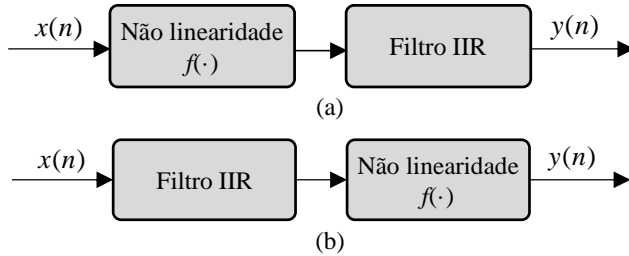 x(n) Não linearidade f(·) Filtro IIR y(n)
(a)
x(n) Filtro IIR Não linearidade f(·) y(n)
(b)